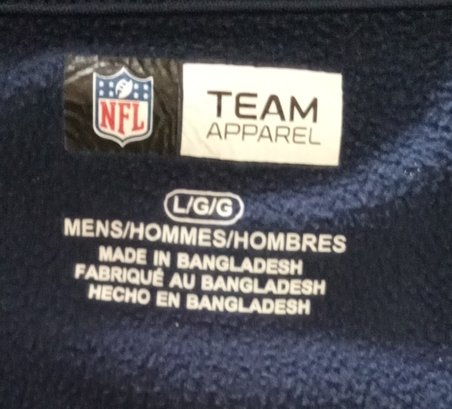 NFL
TEAM
APPAREL
L/G/G
MENS/HOMMES/HOMBRES
MADE IN BANGLADESH
FABRIQUÉ AU BANGLADESH
HECHO EN BANGLADESH